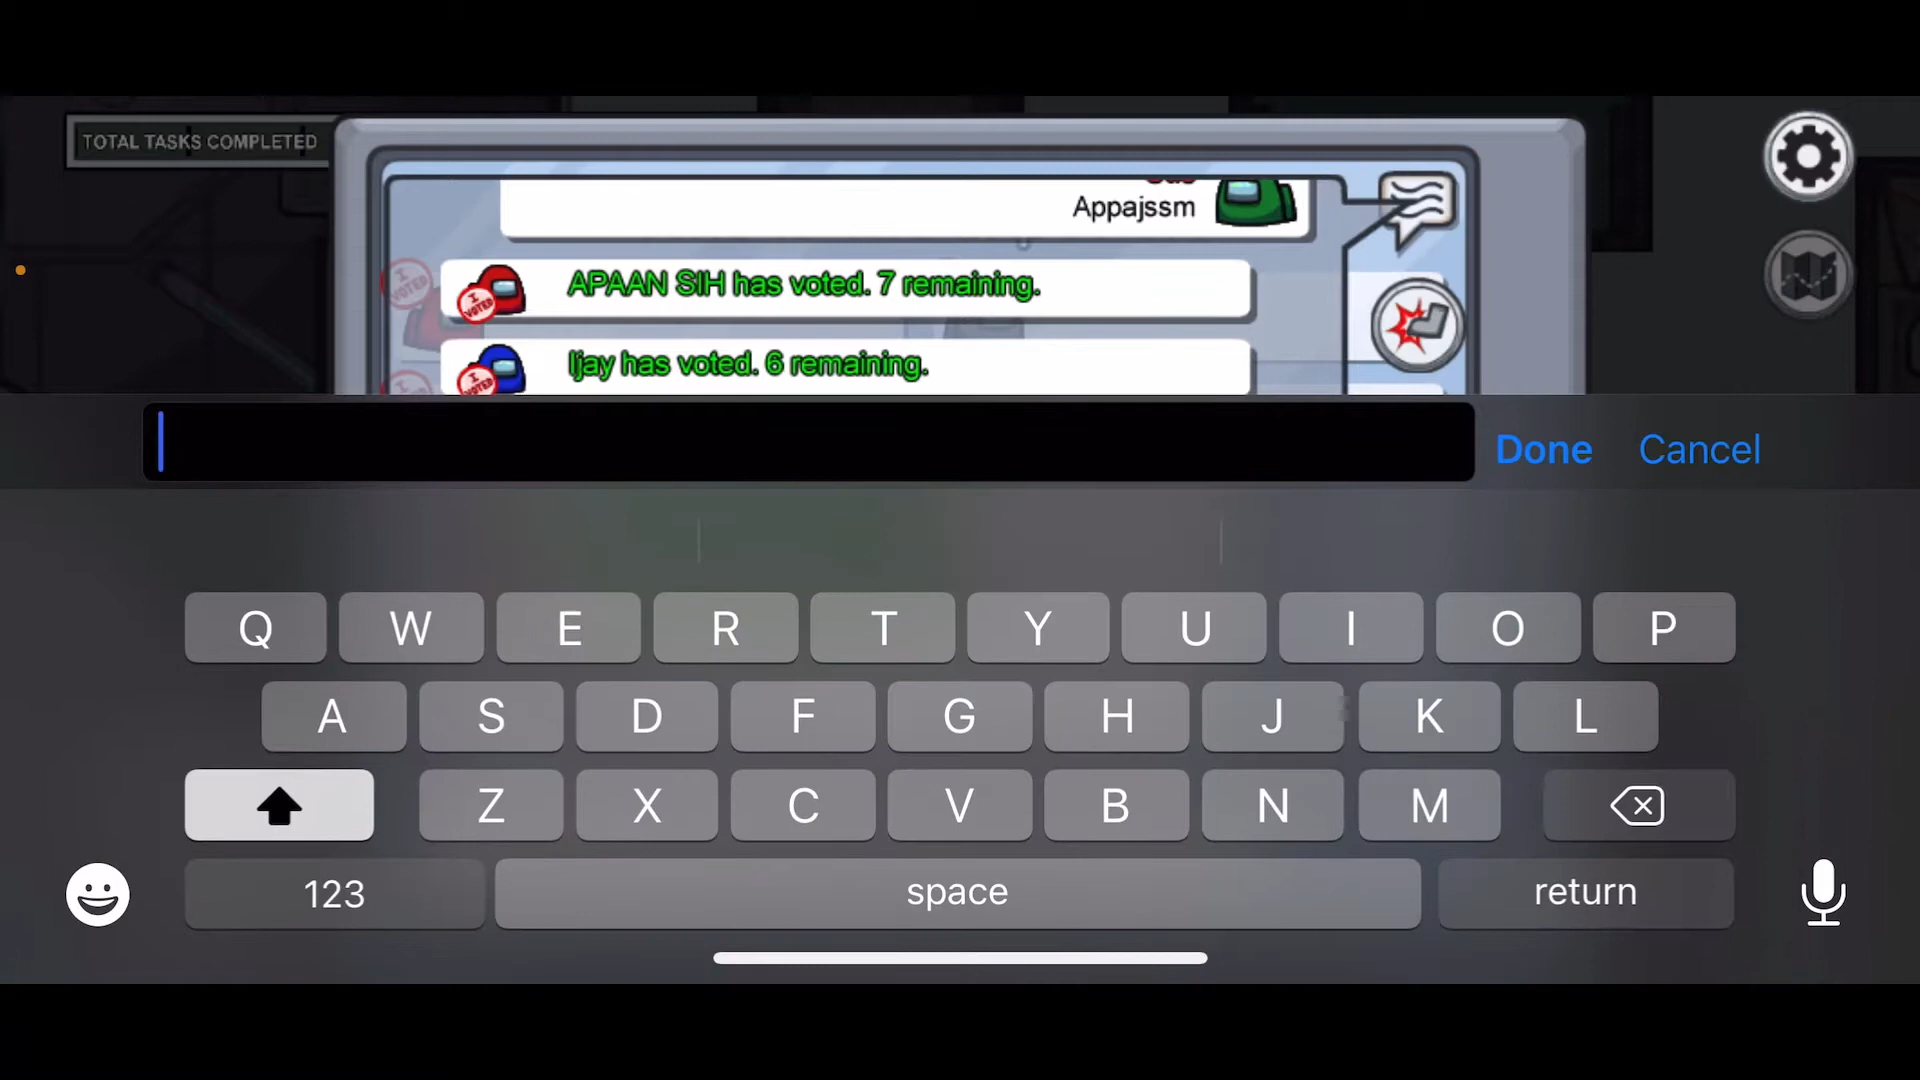 TOTAL TASKS COMPLETED
Appajssm
APAAN SIH has voted. 7 remaining.
I VOTED
Ijay has voted. 6 remaining.
Done Cancel
Q W E R T Y U I O P
A S D F G H J K L
Z X C V B N M
123 space return